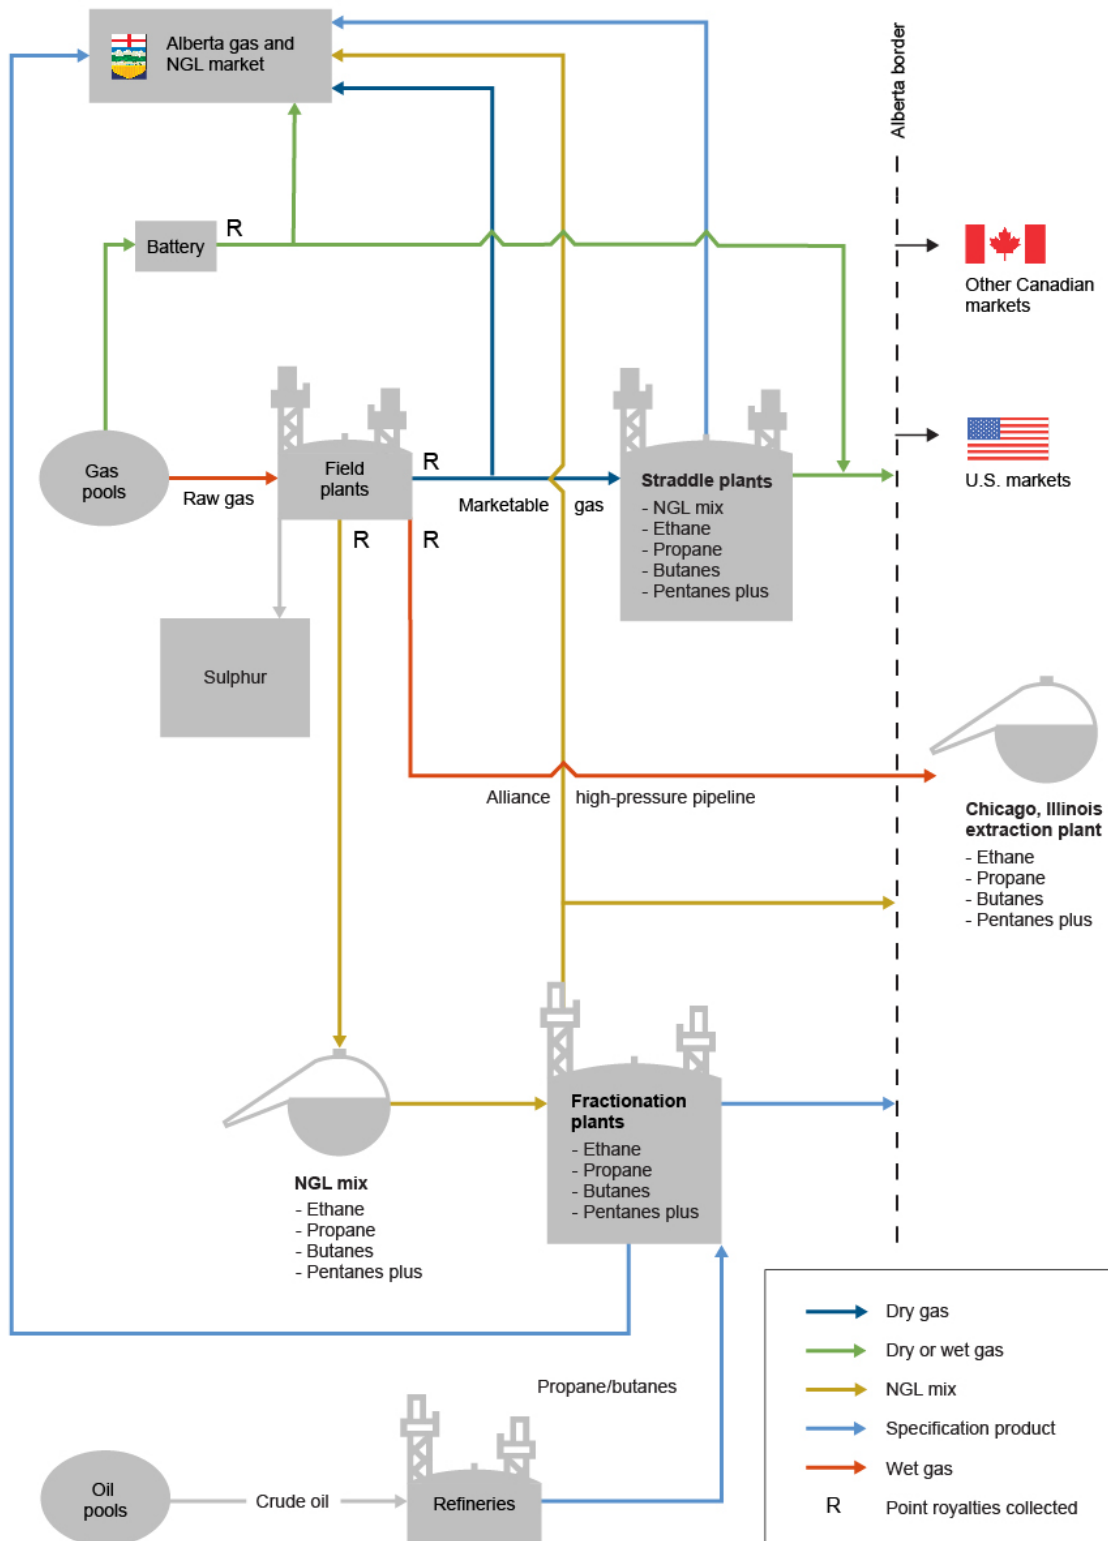 Alberta gas and
NGL market
Alberta border
R
Battery
Other Canadian
markets
Gas
pools
Raw gas
Field
plants
R
Marketable gas
Straddle plants
- NGL mix
- Ethane
- Propane
- Butanes
- Pentanes plus
U.S. markets
R
R
Sulphur
Alliance high-pressure pipeline
Chicago, Illinois
extraction plant
- Ethane
- Propane
- Butanes
- Pentanes plus
NGL mix
- Ethane
- Propane
- Butanes
- Pentanes plus
Fractionation
plants
- Ethane
- Propane
- Butanes
- Pentanes plus
Propane/butanes
Oil
pools
Crude oil
Refineries
Dry gas
Dry or wet gas
NGL mix
Specification product
Wet gas
R Point royalties collected